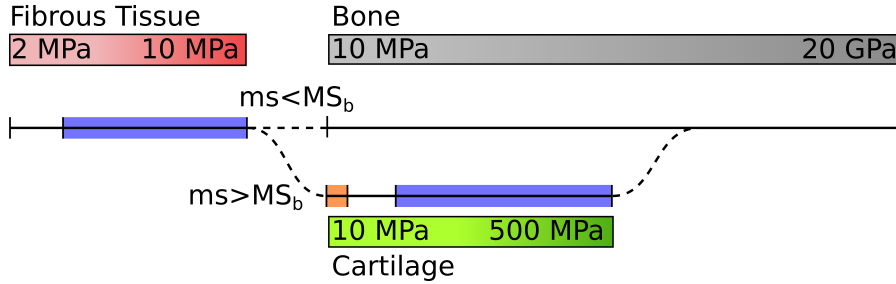 Fibrous Tissue
2 MPa 10 MPa
Bone
10 MPa 20 GPa
ms<MSb
ms>MSb
10 MPa 500 MPa
Cartilage